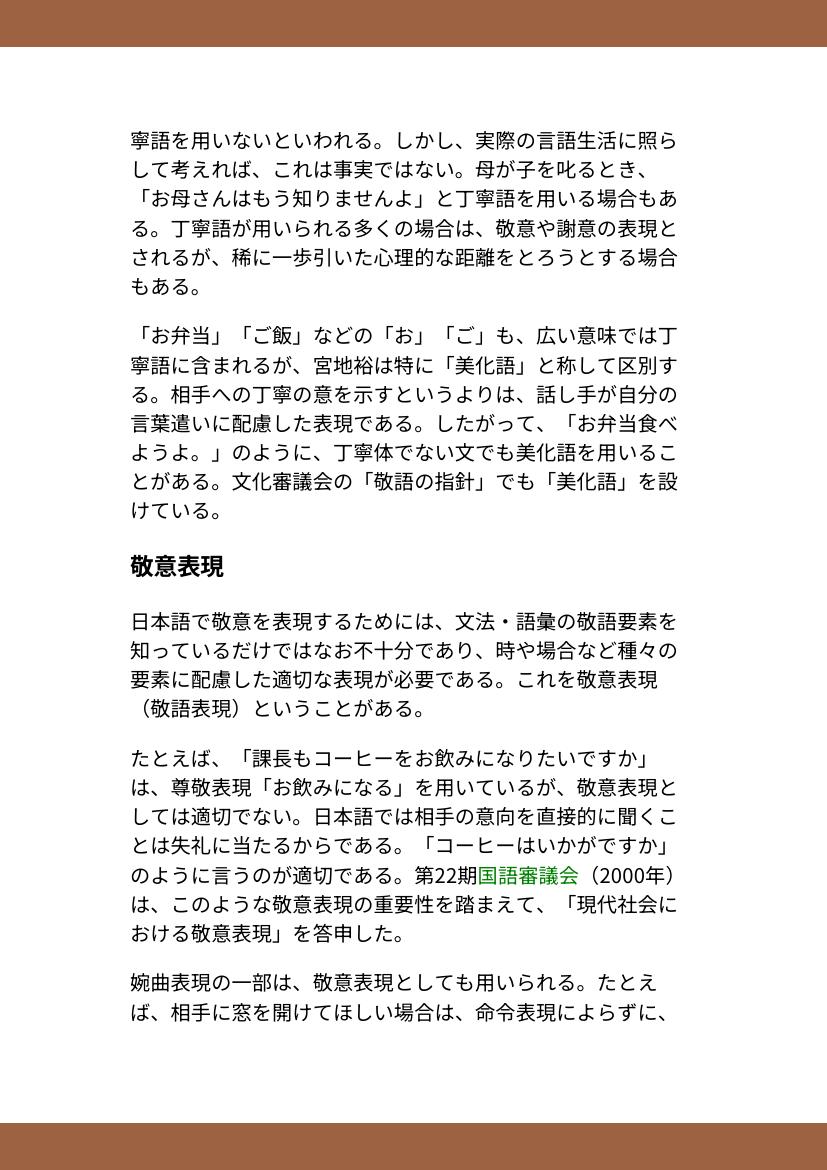 寧語を用いないといわれる。しかし、実際の言語生活に照ら
して考えれば、これは事実ではない。母が子を叱るとき、
「お母さんはもう知りませんよ」と丁寧語を用いる場合もあ
る。丁寧語が用いられる多くの場合は、敬意や謝意の表現と
されるが、稀に一歩引いた心理的な距離をとろうとする場合
もある。
「お弁当」「ご飯」などの「お」「ご」も、広い意味では丁
寧語に含まれるが、宮地裕は特に「美化語」と称して区別す
る。相手への丁寧の意を示すというよりは、話し手が自分の
言葉遣いに配慮した表現である。したがって、「お弁当食べ
ようよ。」のように、丁寧体でない文でも美化語を用いるこ
とがある。文化審議会の「敬語の指針」でも「美化語」を設
けている。
敬意表現
日本語で敬意を表現するためには、文法・語彙の敬語要素を
知っているだけではなお不十分であり、時や場合など種々の
要素に配慮した適切な表現が必要である。これを敬意表現
（敬語表現）ということがある。
たとえば、「課長もコーヒーをお飲みになりたいですか」
は、尊敬表現「お飲みになる」を用いているが、敬意表現と
しては適切でない。日本語では相手の意向を直接的に聞くこ
とは失礼に当たるからである。「コーヒーはいかがですか」
のように言うのが適切である。第22期国語審議会（2000年）
は、このような敬意表現の重要性を踏まえて、「現代社会に
おける敬意表現」を答申した。
婉曲表現の一部は、敬意表現としても用いられる。たとえ
ば、相手に窓を開けてほしい場合は、命令表現によらずに、